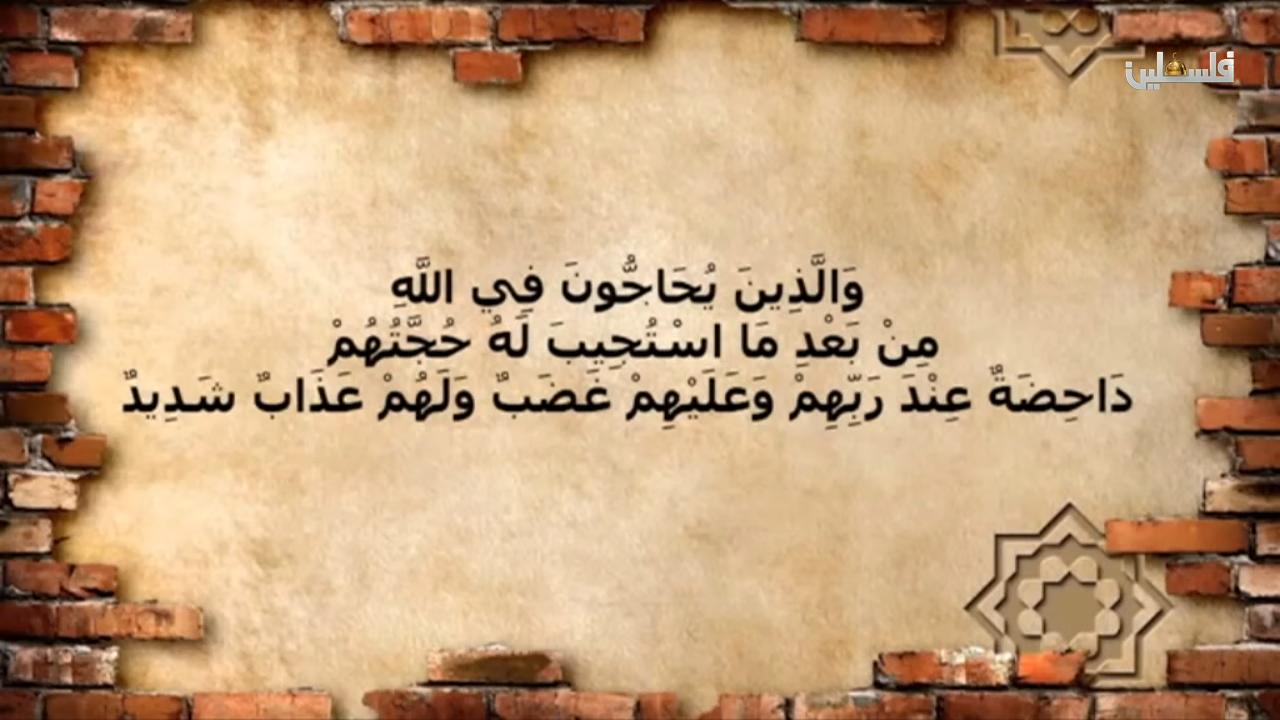 فلسطين
وَالَّذِينَ يُحَاجُّونَ فِي اللَّهِ
مِنْ بَعْدِ مَا اسْتُجِيبَ لَهُ حُجَّتُهُمْ
دَاحِضَةٌ عِنْدَ رَبِّهِمْ وَعَلَيْهِمْ غَضَبٌ وَلَهُمْ عَذَابٌ شَدِيدٌ